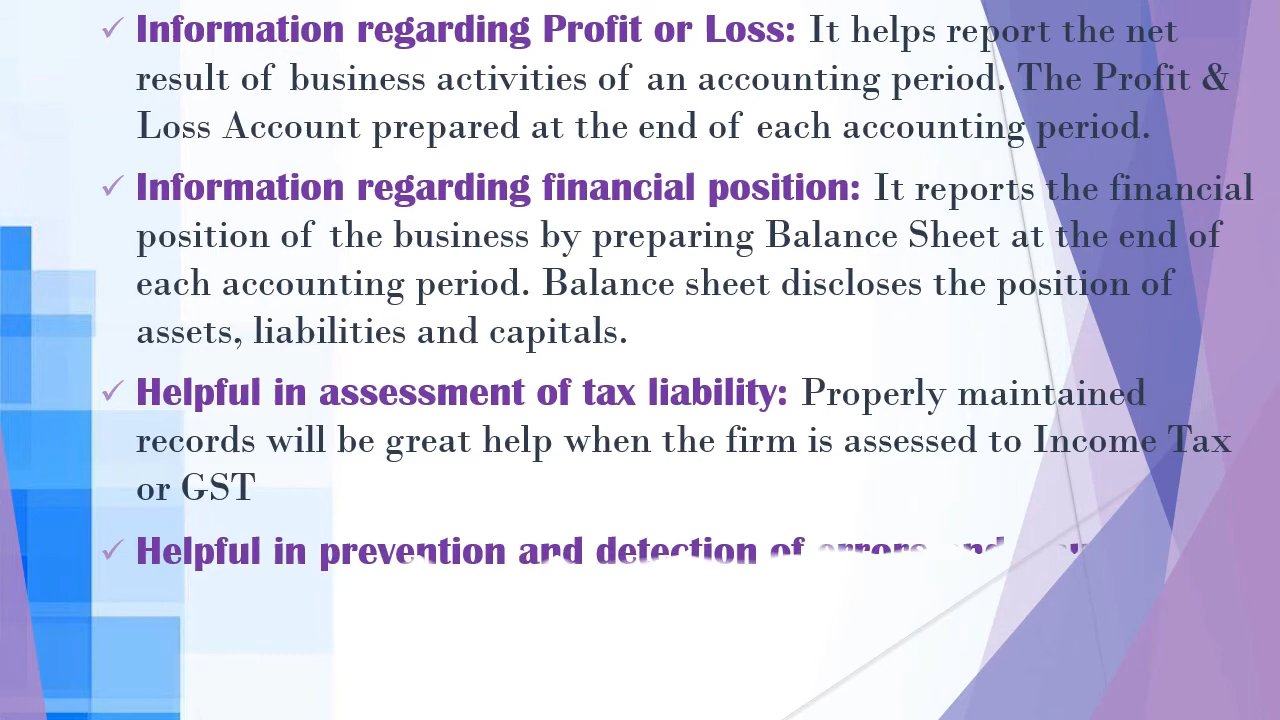 Information regarding Profit or Loss: It helps report the net
result of business activities of an accounting period. The Profit &
Loss Account prepared at the end of each accounting period.
Information regarding financial position: It reports the financial
position of the business by preparing Balance Sheet at the end of
each accounting period. Balance sheet discloses the position of
assets, liabilities and capitals.
Helpful in assessment of tax liability: Properly maintained
records will be great help when the firm is assessed to Income Tax
or GST
Helpful in prevention and detection of errors and